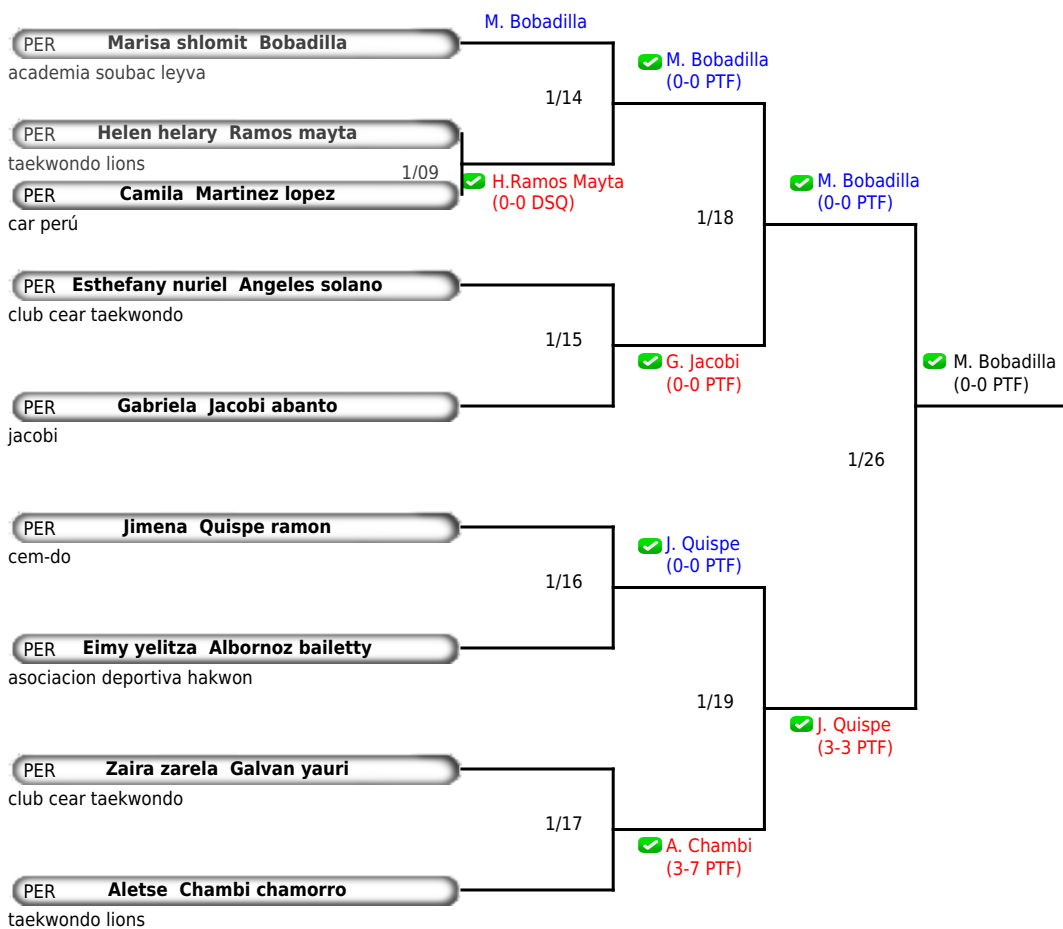 M. Bobadilla
PER Marisa shlomit Bobadilla
academia soubac leyva
M. Bobadilla
(0-0 PTF)
1/14
PER Helen helary Ramos mayta
taekwondo lions
1/09
H.Ramos Mayta
(0-0 DSQ)
PER Camila Martinez lopez
car perú
M. Bobadilla
(0-0 PTF)
1/18
PER Esthefany nuriel Angeles solano
club cear taekwondo
1/15
G. Jacobi
(0-0 PTF)
M. Bobadilla
(0-0 PTF)
PER Gabriela Jacobi abanto
jacobi
1/26
PER Jimena Quispe ramon
cem-do
J. Quispe
(0-0 PTF)
1/16
PER Eimy yelitza Albornoz bailetty
asociacion deportiva hakwon
1/19
J. Quispe
(3-3 PTF)
PER Zaira zarela Galvan yauri
club cear taekwondo
1/17
A. Chambi
(3-7 PTF)
PER Aletse Chambi chamorro
taekwondo lions